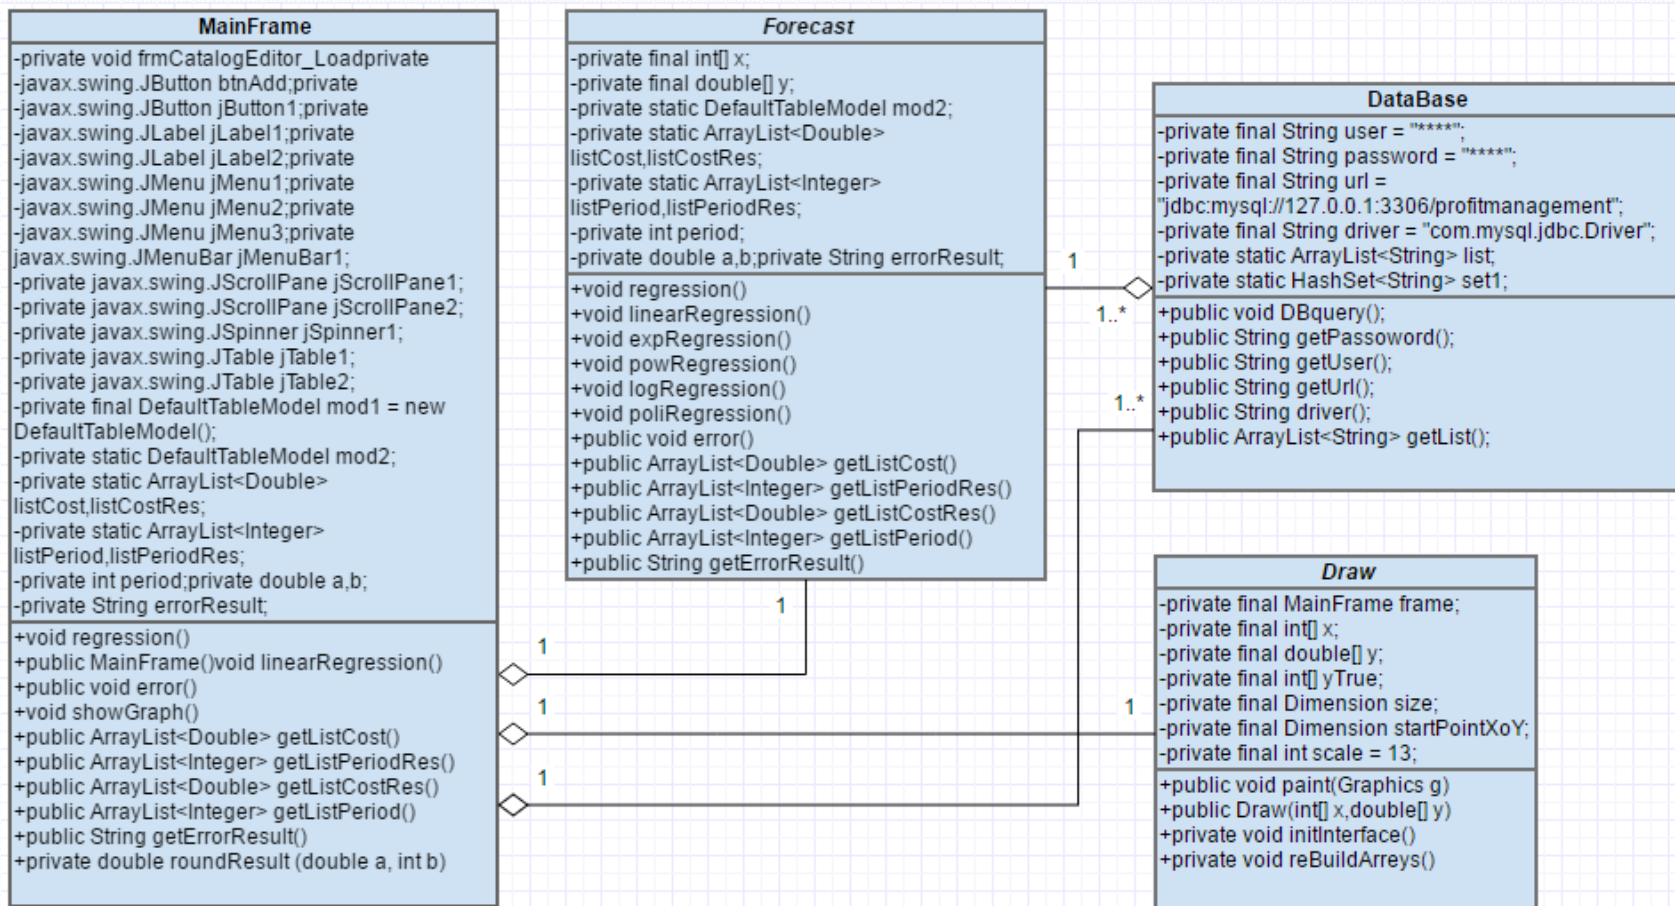 MainFrame
-private void frmCatalogEditor_Loadprivate
-javax.swing.JButton btnAdd;private
-javax.swing.JButton jButton1;private
-javax.swing.JLabel jLabel1;private
-javax.swing.JLabel jLabel2;private
-javax.swing.JMenu jMenu1;private
-javax.swing.JMenu jMenu2;private
-javax.swing.JMenu jMenu3;private
javax.swing.JMenuBar jMenuBar1;
-private javax.swing.JScrollPane jScrollPane1;
-private javax.swing.JScrollPane jScrollPane2;
-private javax.swing.JSpinner jSpinner1;
-private javax.swing.JTable jTable1;
-private javax.swing.JTable jTable2;
-private final DefaultTableModel mod1 = new
DefaultTableModel();
-private static DefaultTableModel mod2;
-private static ArrayList<Double>
listCost,listCostRes;
-private static ArrayList<Integer>
listPeriod,listPeriodRes;
-private int period;private double a,b;
-private String errorResult;
+void regression()
+public MainFrame()void linearRegression()
+public void error()
+void showGraph()
+public ArrayList<Double> getListCost()
+public ArrayList<Integer> getListPeriodRes()
+public ArrayList<Double> getListCostRes()
+public ArrayList<Integer> getListPeriod()
+public String getErrorResult()
+private double roundResult (double a, int b)
Forecast
-private final int[] x;
-private final double[] y;
-private static DefaultTableModel mod2;
-private static ArrayList<Double>
listCost,listCostRes;
-private static ArrayList<Integer>
listPeriod,listPeriodRes;
-private int period;
-private double a,b;private String errorResult;
+void regression()
+void linearRegression()
+void expRegression()
+void powRegression()
+void logRegression()
+void poliRegression()
+public void error()
+public ArrayList<Double> getListCost()
+public ArrayList<Integer> getListPeriodRes()
+public ArrayList<Double> getListCostRes()
+public ArrayList<Integer> getListPeriod()
+public String getErrorResult()
1
1
1
1
1
1
1..*
1..*
DataBase
-private final String user = "****";
-private final String password = "****";
-private final String url =
"jdbc:mysql://127.0.0.1:3306/profitmanagement";
-private final String driver = "com.mysql.jdbc.Driver";
-private static ArrayList<String> list;
-private static HashSet<String> set1;
+public void DBquery();
+public String getPassoword();
+public String getUser();
+public String getUrl();
+public String driver();
+public ArrayList<String> getList();
Draw
-private final MainFrame frame;
-private final int[] x;
-private final double[] y;
-private final int[] yTrue;
-private final Dimension size;
-private final Dimension startPointXoY;
-private final int scale = 13;
+public void paint(Graphics g)
+public Draw(int[] x,double[] y)
+private void initInterface()
+private void reBuildArreys()